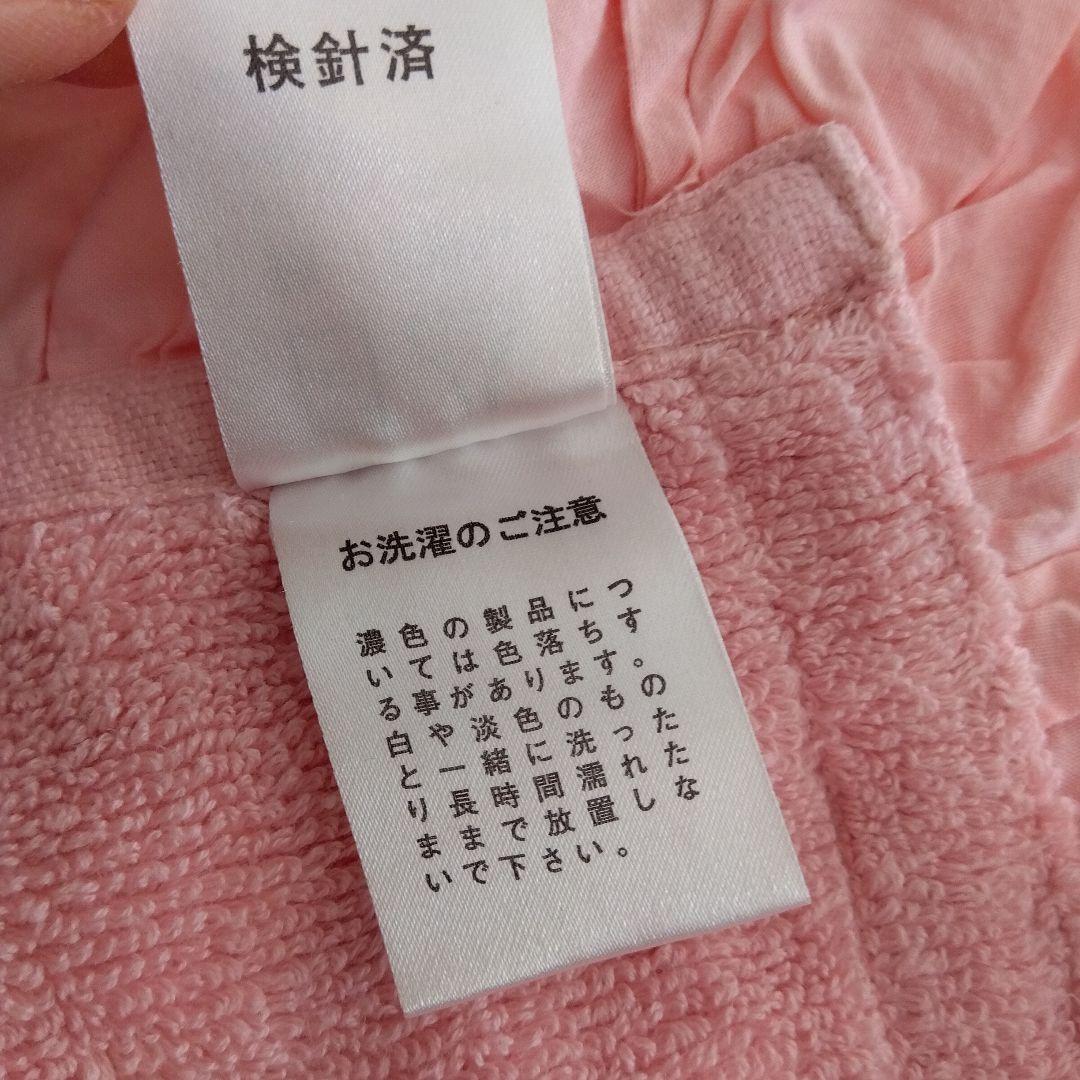 検針済
お洗濯のご注意
濃色の製品につ
いては色落ちす
る事があります。
白や淡色のもの
と一緒に洗った
り長時間濡れた
ままで放置しな
いで下さい。